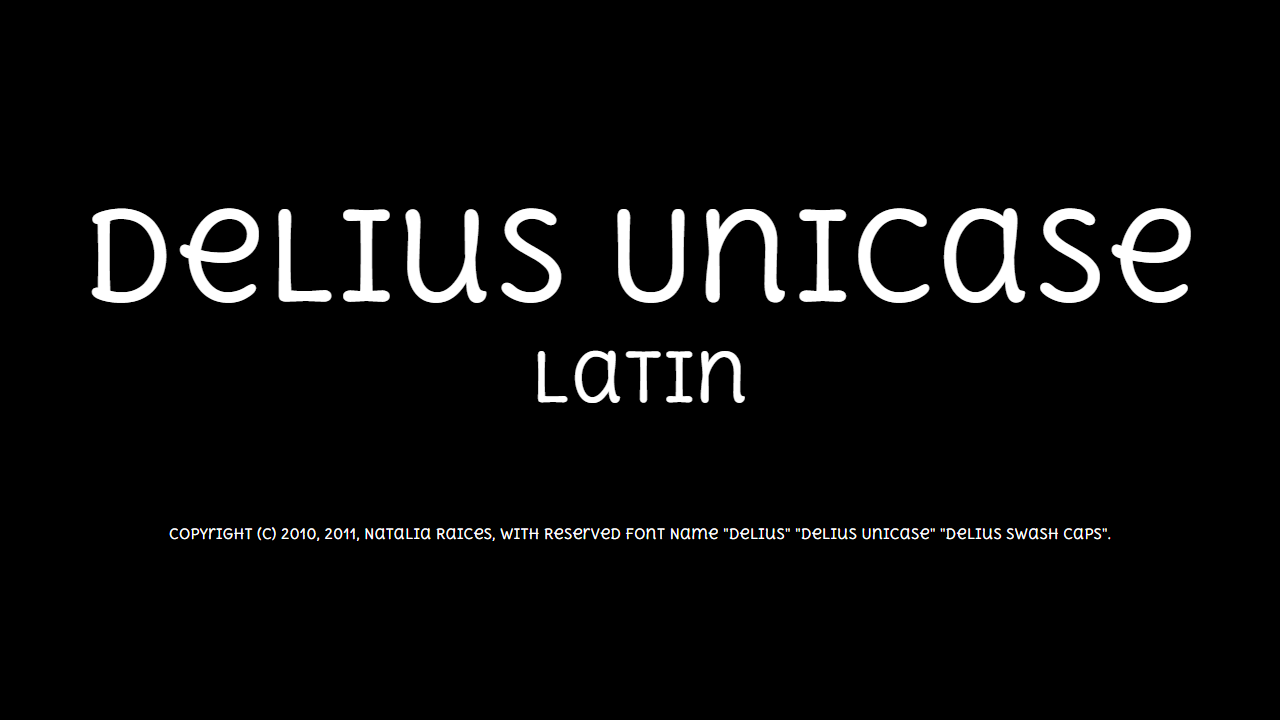 Delius Unicase
Latin
Copyright (c) 2010, 2011, Natalia Raices, with Reserved Font Name "Delius" "Delius Unicase" "Delius Swash Caps".